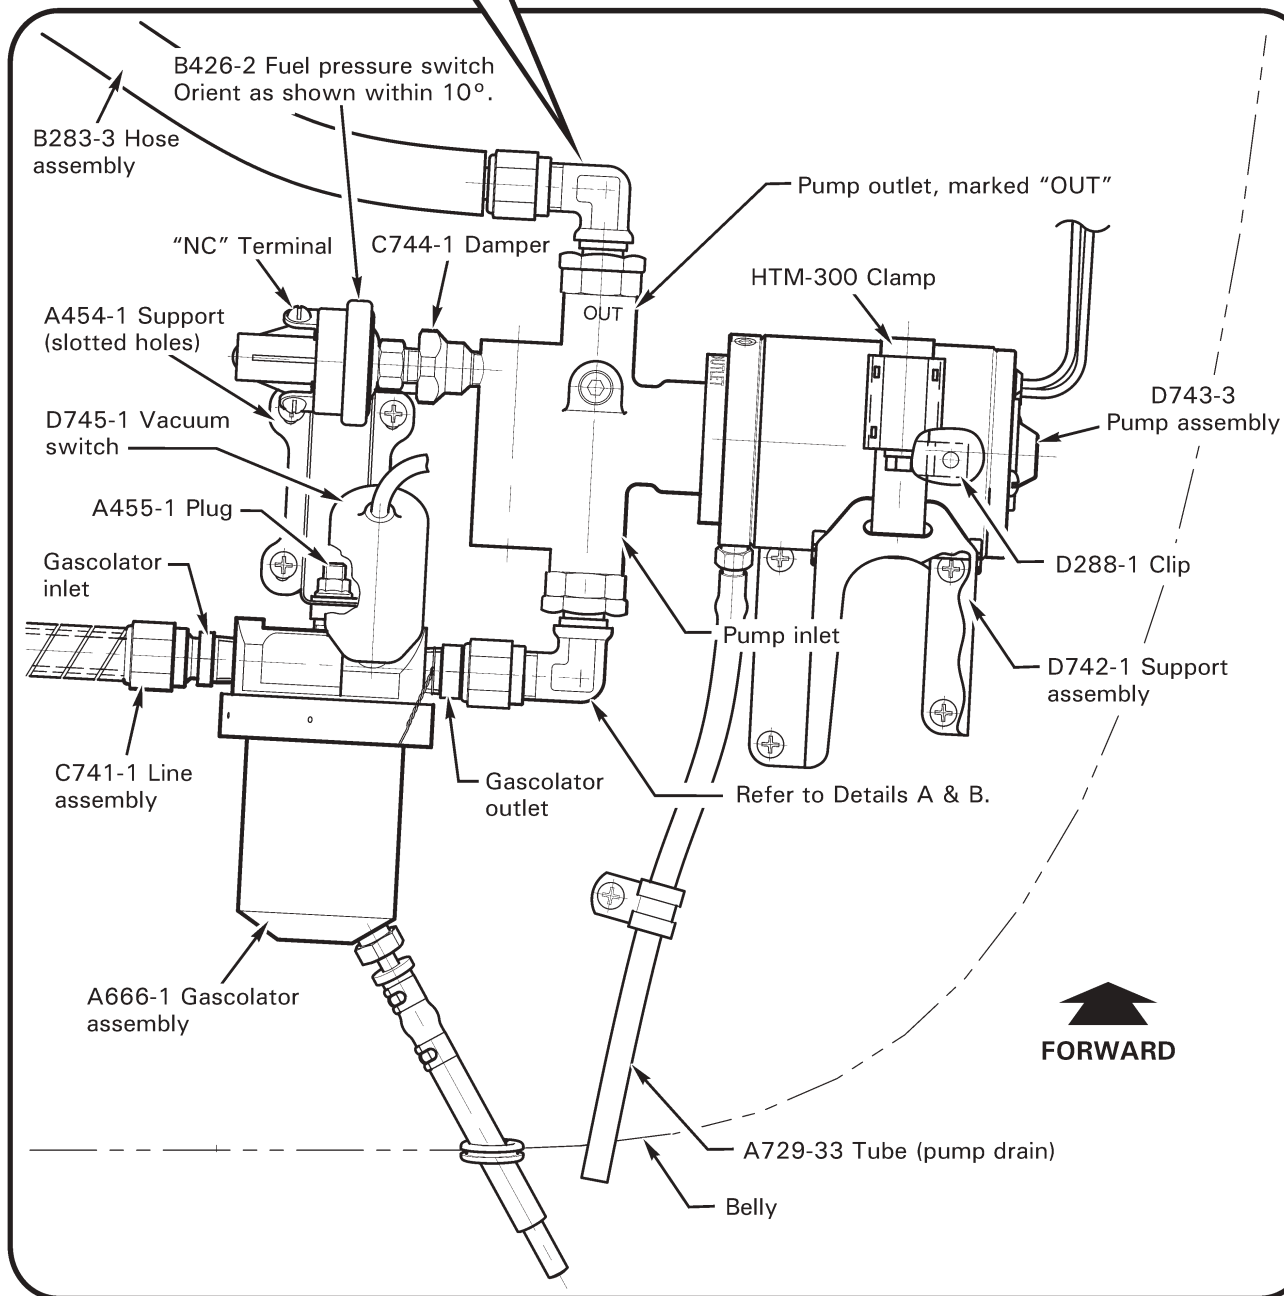 B426-2 Fuel pressure switch
Orient as shown within 10°.
B283-3 Hose
assembly
Pump outlet, marked “OUT”
“NC” Terminal
C744-1 Damper
HTM-300 Clamp
A454-1 Support
(slotted holes)
OUT
OUTLET
D743-3
Pump assembly
D745-1 Vacuum
switch
A455-1 Plug
Gascolator
inlet
D288-1 Clip
Pump inlet
D742-1 Support
assembly
C741-1 Line
assembly
Gascolator
outlet
Refer to Details A & B.
A666-1 Gascolator
assembly
FORWARD
A729-33 Tube (pump drain)
Belly